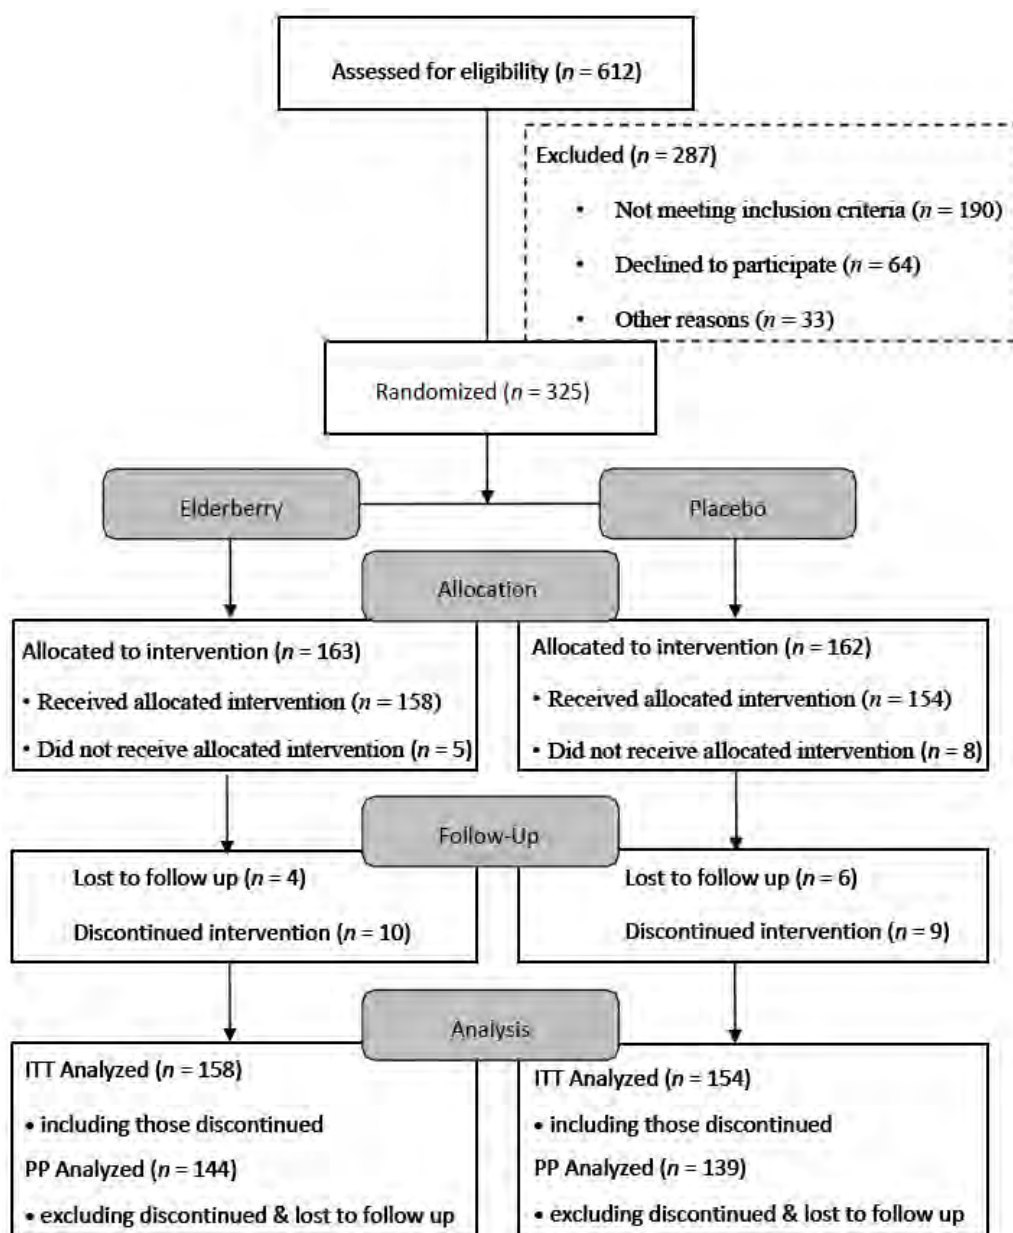 Assessed for eligibility (n = 612)
Excluded (n = 287)
• Not meeting inclusion criteria (n = 190)
• Declined to participate (n = 64)
• Other reasons (n = 33)
Randomized (n = 325)
Elderberry
Placebo
Allocation
Allocated to intervention (n = 163)
• Received allocated intervention (n = 158)
• Did not receive allocated intervention (n = 5)
Allocated to intervention (n = 162)
• Received allocated intervention (n = 154)
• Did not receive allocated intervention (n = 8)
Follow-Up
Lost to follow up (n = 4)
Discontinued intervention (n = 10)
Lost to follow up (n = 6)
Discontinued intervention (n = 9)
Analysis
ITT Analyzed (n = 158)
• including those discontinued
PP Analyzed (n = 144)
• excluding discontinued & lost to follow up
ITT Analyzed (n = 154)
• including those discontinued
PP Analyzed (n = 139)
• excluding discontinued & lost to follow up